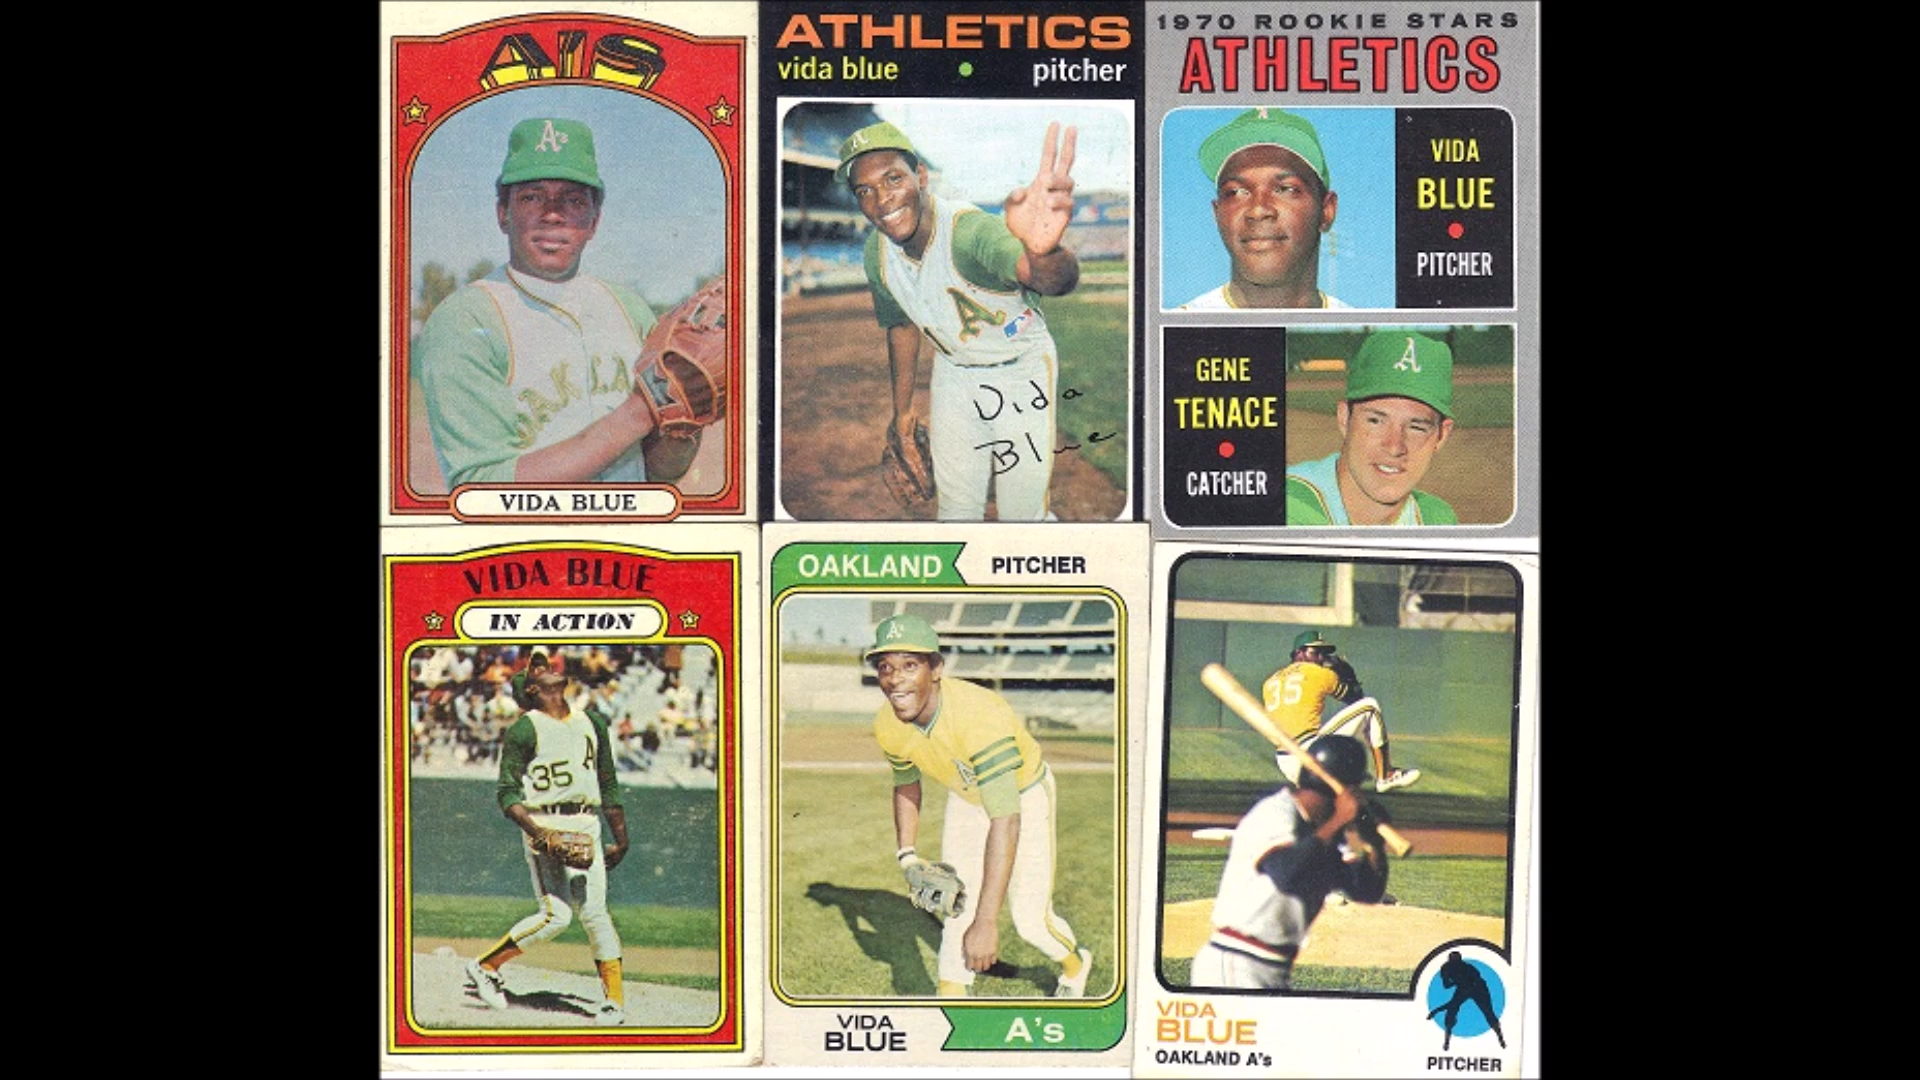 A's
A's
OAKLA
VIDA BLUE
ATHLETICS
vida blue • pitcher
A
A
Vida
Blue
1970 ROOKIE STARS
ATHLETICS
A
VIDA
BLUE
PITCHER
GENE
TENACE
CATCHER
A
VIDA BLUE
IN ACTION
A
35
OAKLAND PITCHER
A's
A
VIDA
BLUE
A's
35
VIDA
BLUE
OAKLAND A's
PITCHER